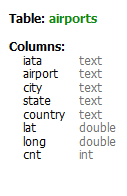 Table: airports
Columns:
iata text
airport text
city text
state text
country text
lat double
long double
cnt int